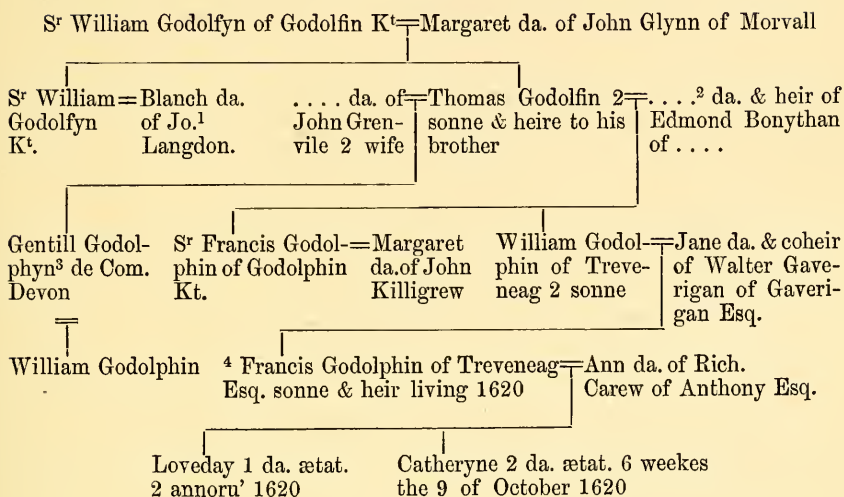 Sʳ William Godolfyn of Godolfin Kᵗ=Margaret da. of John Glynn of Morvall
Sʳ William=Blanch da.
Godolfyn of Jo.¹
Kᵗ. Langdon.
.... da. of=Thomas Godolfin 2=....² da. & heir of
John Gren- sonne & heire to his Edmond Bonythan
vile 2 wife brother of ....
Gentill Godol-
phyn³ de Com.
Devon
Sʳ Francis Godol-=Margaret
phin of Godolphin da. of John
Kt. Killigrew
William Godol-=Jane da. & coheir
phin of Treve- of Walter Gave-
neag 2 sonne rigan of Gaveri-
gan Esq.
William Godolphin
⁴ Francis Godolphin of Treveneag=Ann da. of Rich.
Esq. sonne & heir living 1620 Carew of Anthony Esq.
Loveday 1 da. ætat.
2 annoru' 1620
Catheryne 2 da. ætat. 6 weekes
the 9 of October 1620